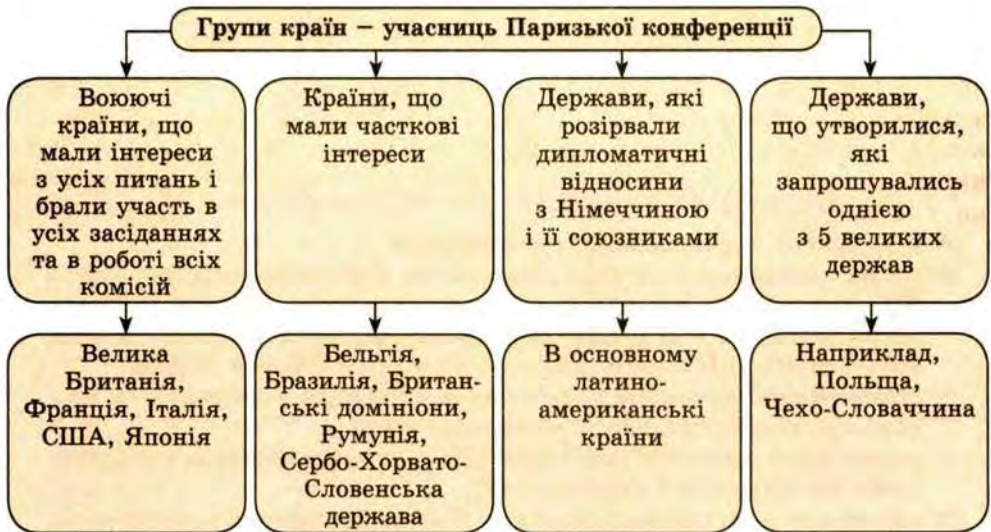 Групи країн – учасниць Паризької конференції
Воюючі
країни, що
мали інтереси
з усіх питань і
брали участь в
усіх засіданнях
та в роботі всіх
комісій
Країни, що
мали часткові
інтереси
Держави, які
розірвали
дипломатичні
відносини
з Німеччиною
і її союзниками
Держави,
що утворилися,
які
запрошувались
однією
з 5 великих
держав
Велика
Британія,
Франція, Італія,
США, Японія
Бельгія,
Бразилія, Британ-
ські домініони,
Румунія,
Сербо-Хорвато-
Словенська
держава
В основному
латино-
американські
країни
Наприклад,
Польща,
Чехо-Словаччина